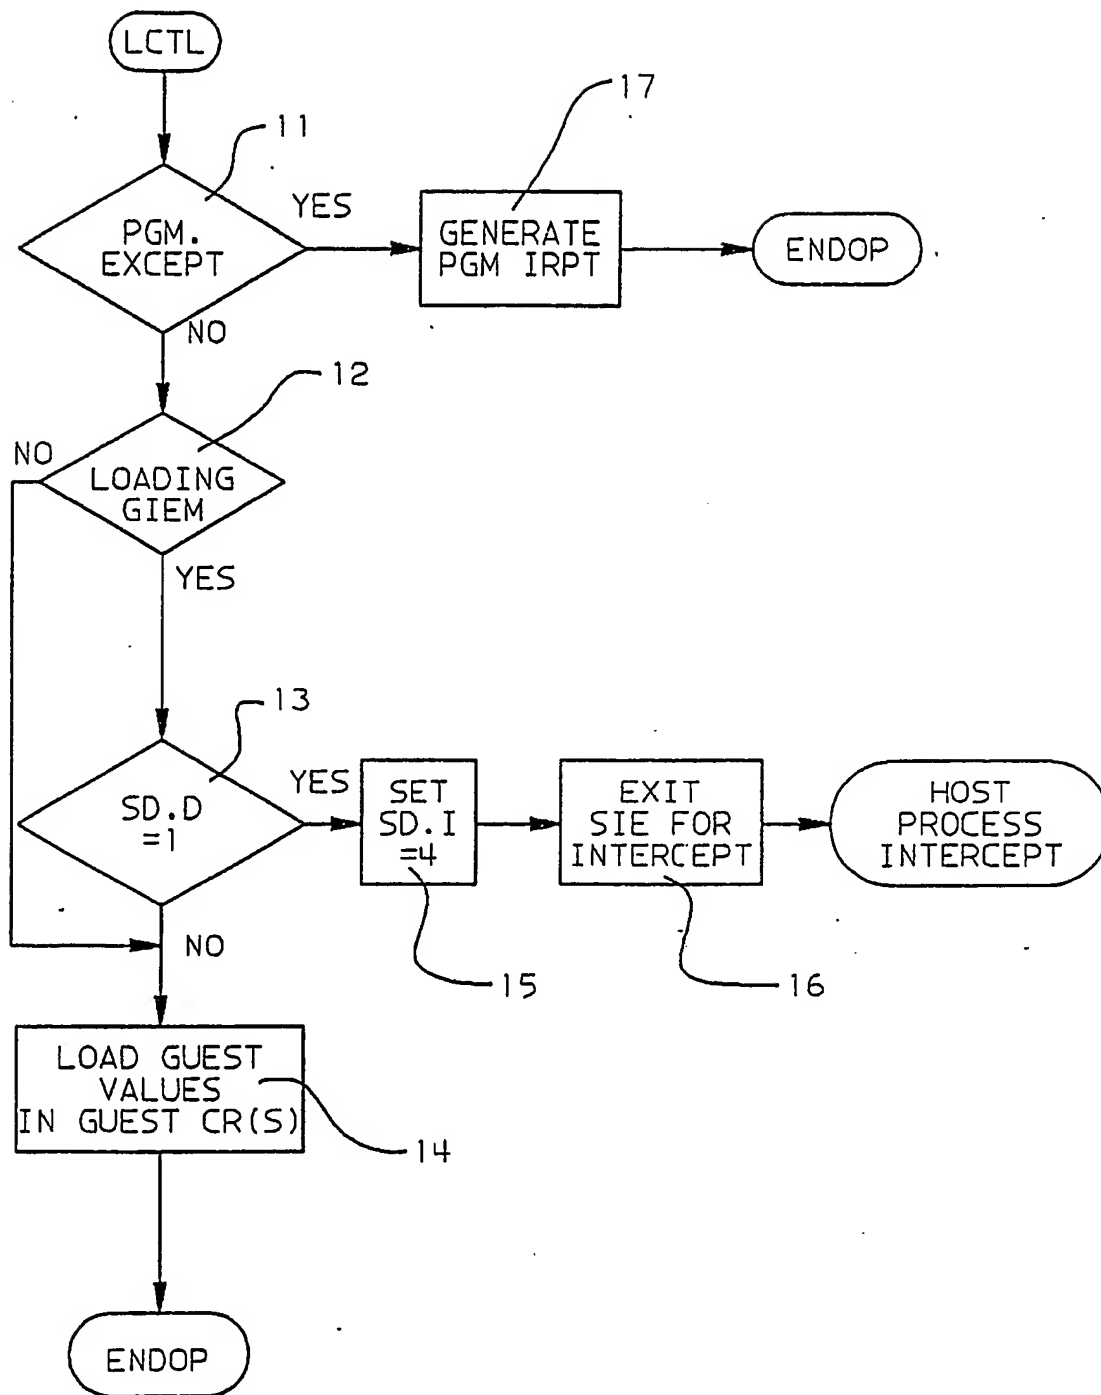 LCTL
11
17
PGM.
EXCEPT
YES
GENERATE
PGM IRPT
ENDOP
NO
12
NO
LOADING
GIEM
YES
13
SD.D
=1
YES
SET
SD.I
=4
EXIT
SIE FOR
INTERCEPT
HOST
PROCESS
INTERCEPT
NO
15
16
LOAD GUEST
VALUES
IN GUEST CR(S)
14
ENDOP